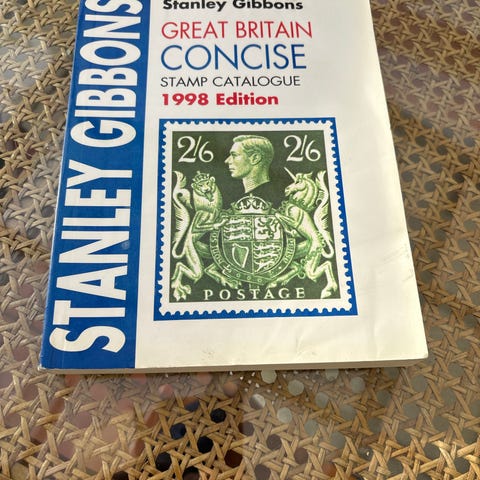 Stanley Gibbons
GREAT BRITAIN
CONCISE
STAMP CATALOGUE
1998 Edition
2/6 2/6
POSTAGE
STANLEY GIBBONS